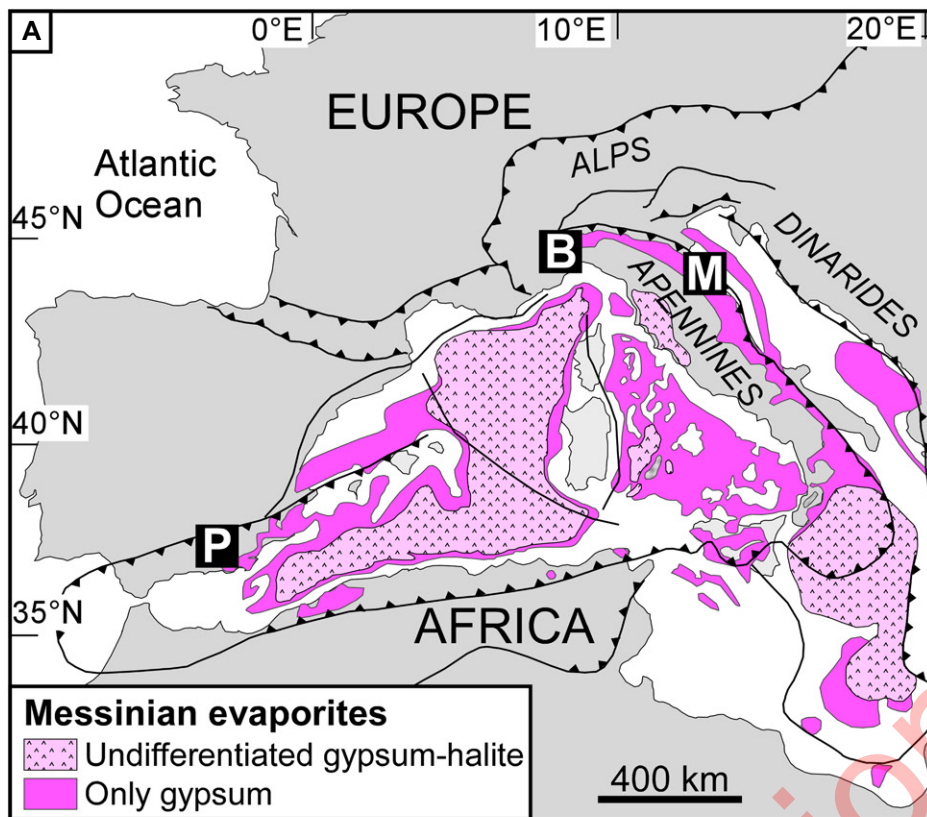 A
0°E
10°E
20°E
EUROPE
Atlantic
Ocean
ALPS
45°N
DINARIDES
B
M
APENNINES
40°N
P
35°N
AFRICA
Messinian evaporites
Undifferentiated gypsum-halite
Only gypsum
400 km